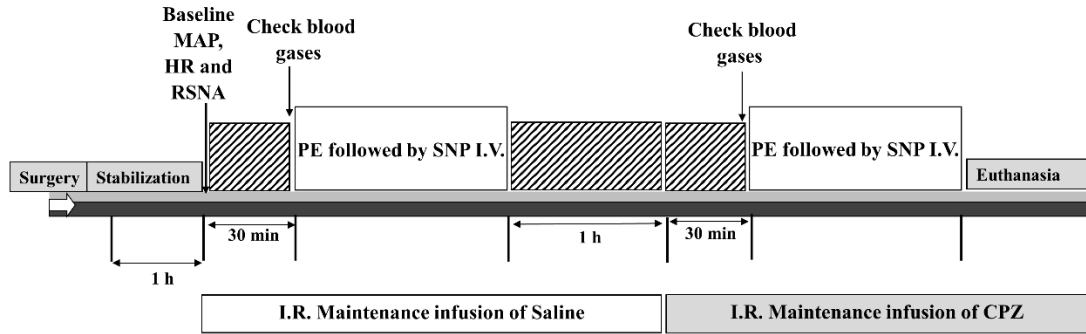 Baseline
MAP,
HR and
RSNA
Check blood
gases
Check blood
gases
PE followed by SNP I.V.
PE followed by SNP I.V.
Surgery
Stabilization
Euthanasia
30 min
1 h
30 min
1 h
I.R. Maintenance infusion of Saline
I.R. Maintenance infusion of CPZ